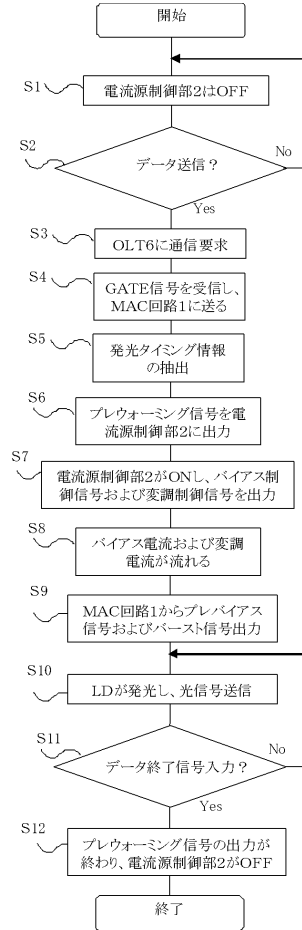 開始
S1
電流源制御部2はOFF
S2
データ送信？
No
Yes
S3
OLT6に通信要求
S4
GATE信号を受信し、
MAC回路1に送る
S5
発光タイミング情報
の抽出
S6
プレウォーミング信号を電
流源制御部2に出力
S7
電流源制御部2がONし、バイアス制
御信号および変調制御信号を出力
S8
バイアス電流および変調
電流が流れる
S9
MAC回路1からプレバイアス
信号およびバースト信号出力
S10
LDが発光し、光信号送信
S11
データ終了信号入力？
No
Yes
S12
プレウォーミング信号の出力が
終わり、電流源制御部2がOFF
終了